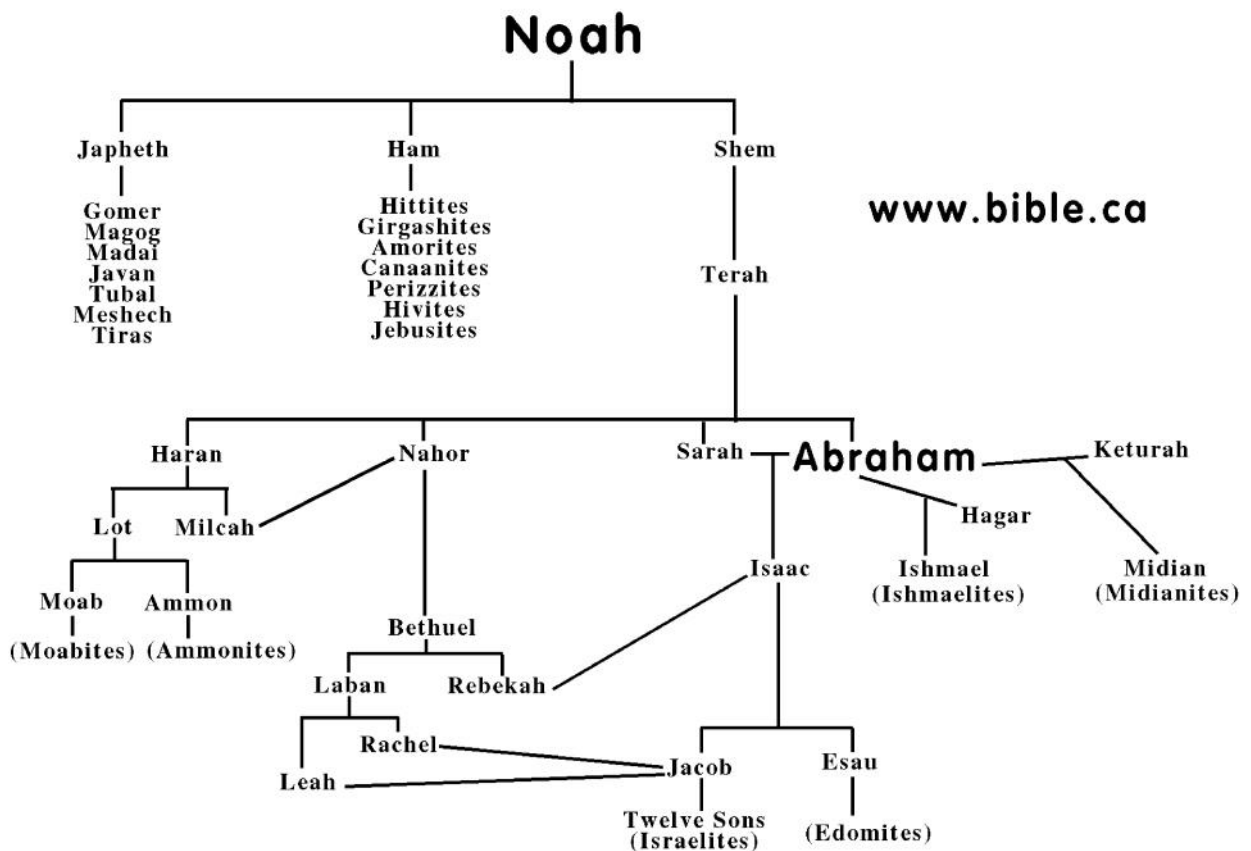 Noah
Japheth
Ham
Shem
Gomer
Magog
Madai
Javan
Tubal
Meshech
Tiras
Hittites
Girgashites
Amorites
Canaanites
Perizzites
Hivites
Jebusites
www.bible.ca
Terah
Haran
Nahor
Sarah
Abraham
Keturah
Lot
Milcah
Hagar
Moab
Ammon
(Moabites)
(Ammonites)
Isaac
Ishmael
(Ishmaelites)
Midian
(Midianites)
Bethuel
Laban
Rebekah
Rachel
Leah
Jacob
Esau
Twelve Sons
(Israelites)
(Edomites)